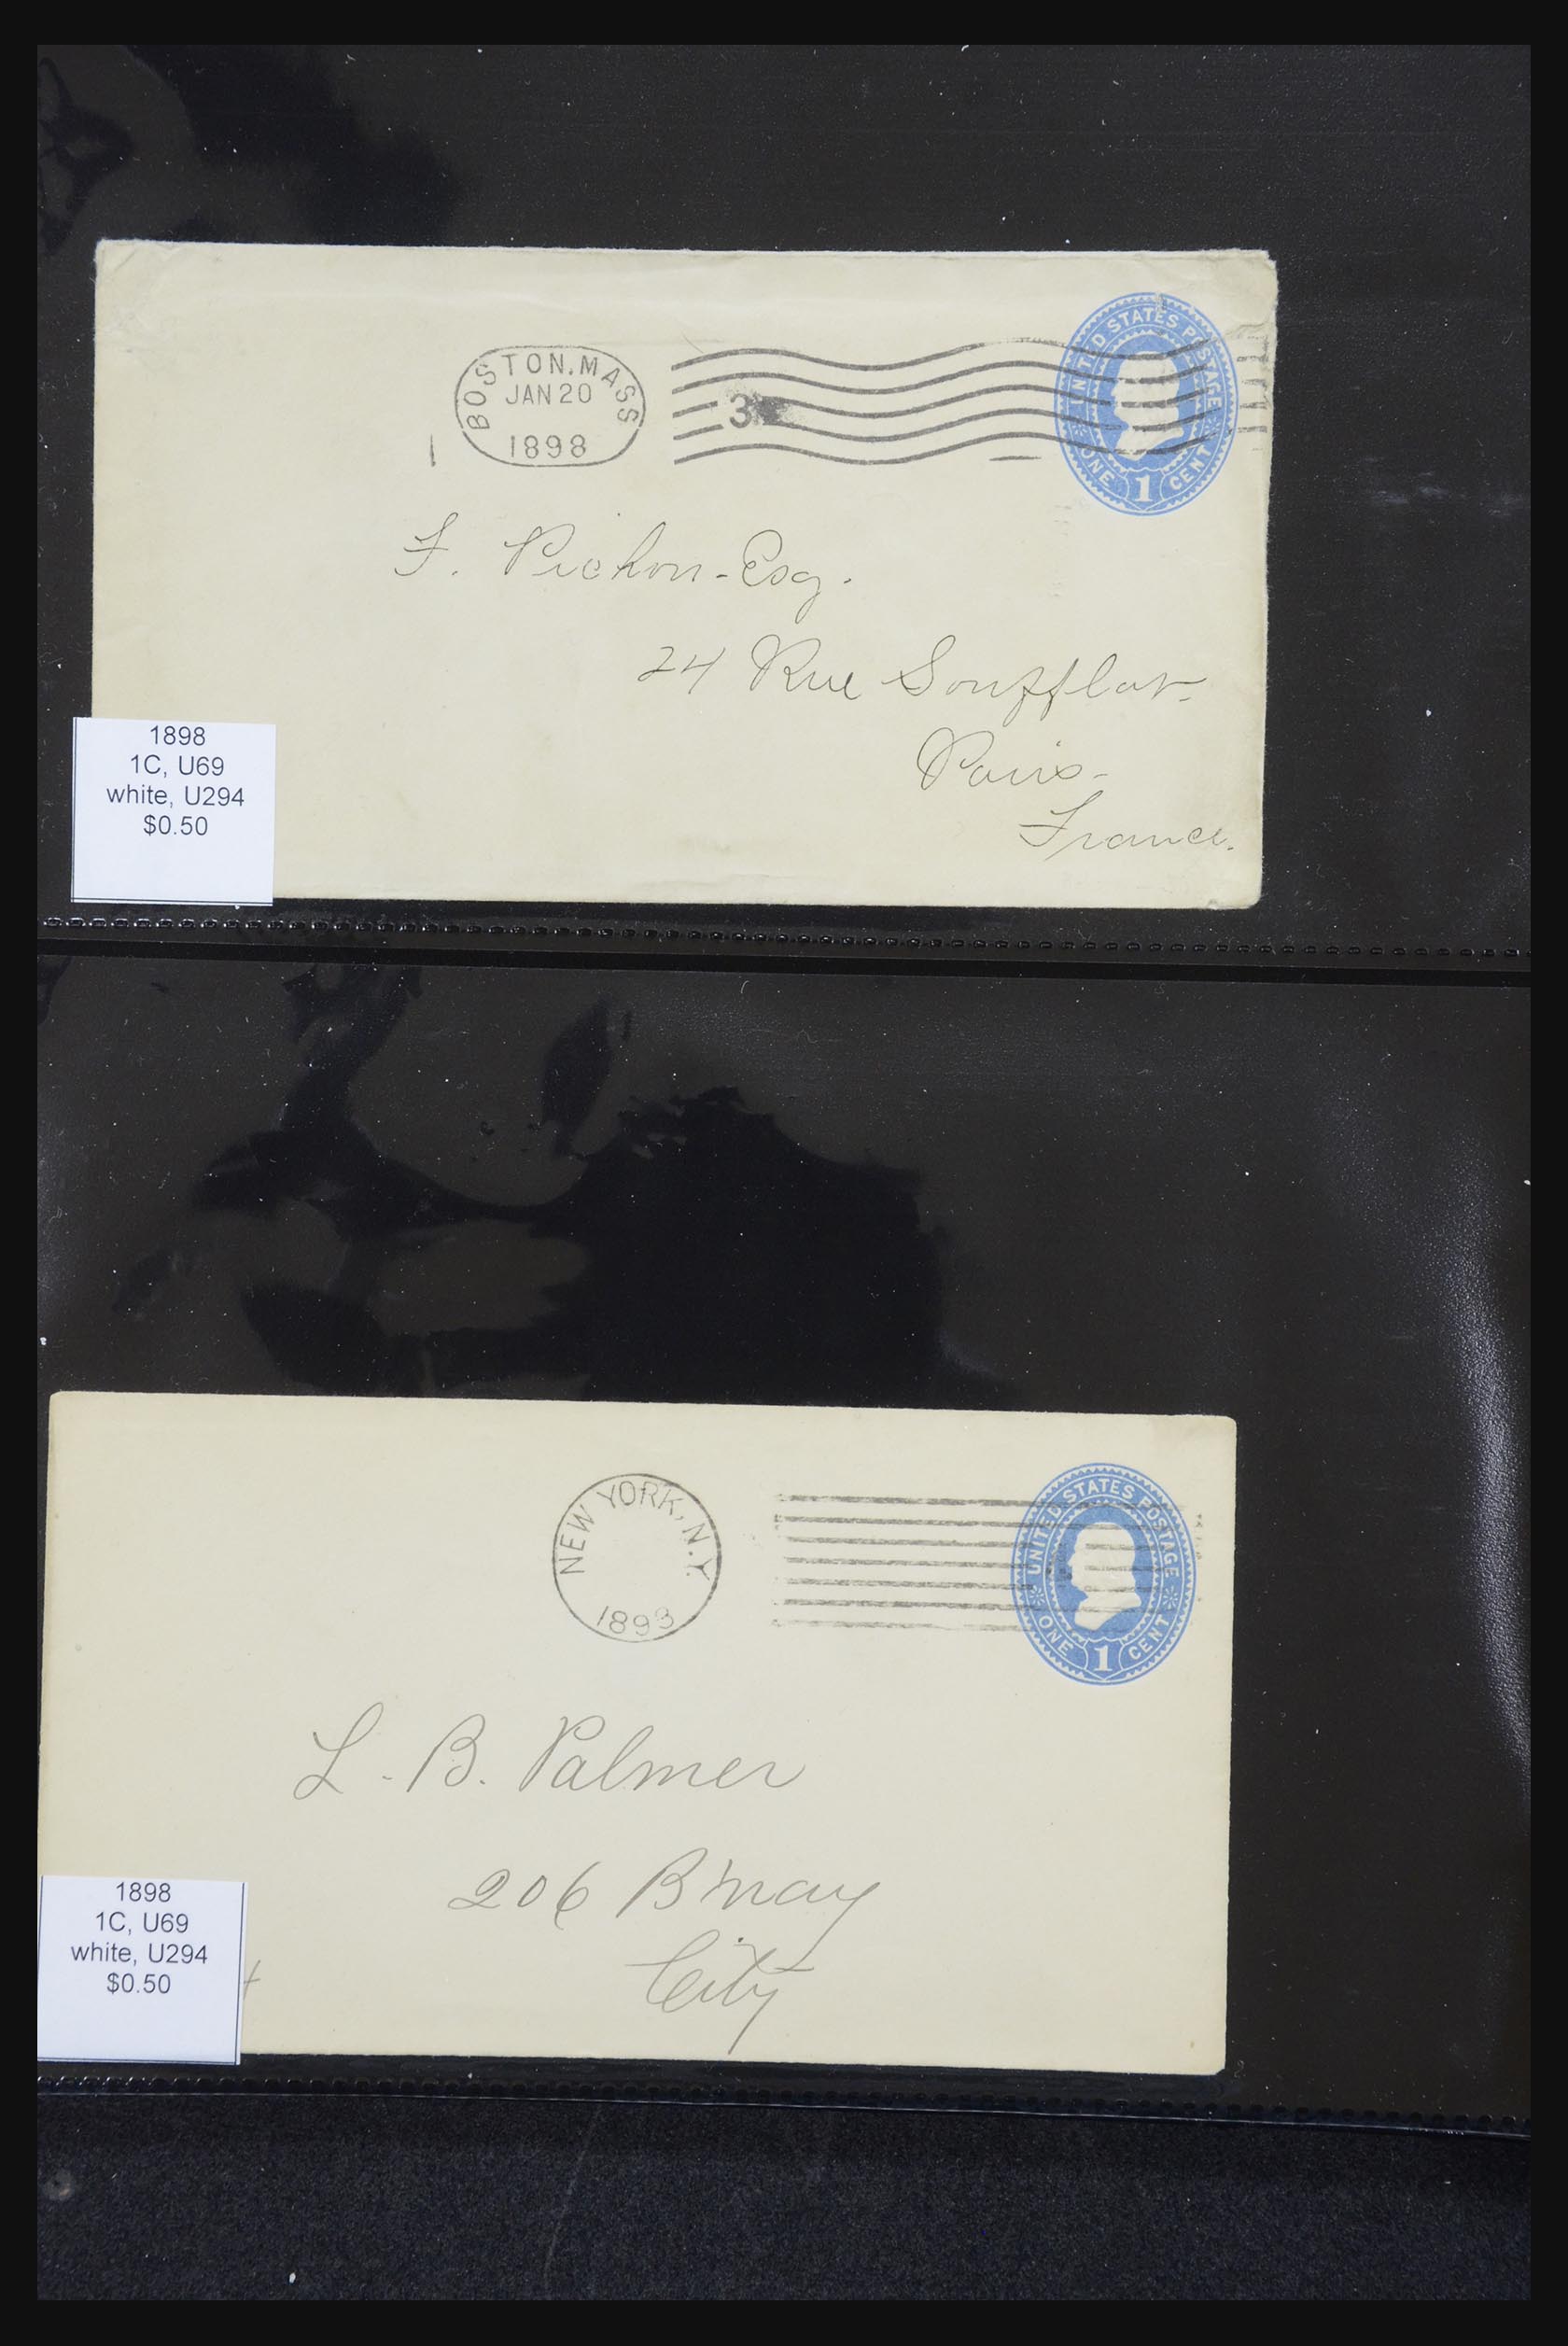 BOSTON, MASS
JAN 20
1898
3
UNITED STATES POSTAGE
ONE 1 CENT
F. Pichon-Esq.
24 Rue Soufflot-
Paris-
France.
1898
1C, U69
white, U294
$0.50
NEW YORK, N.Y.
1893
UNITED STATES POSTAGE
ONE 1 CENT
L. B. Palmer
206 B'way
City
1898
1C, U69
white, U294
$0.50